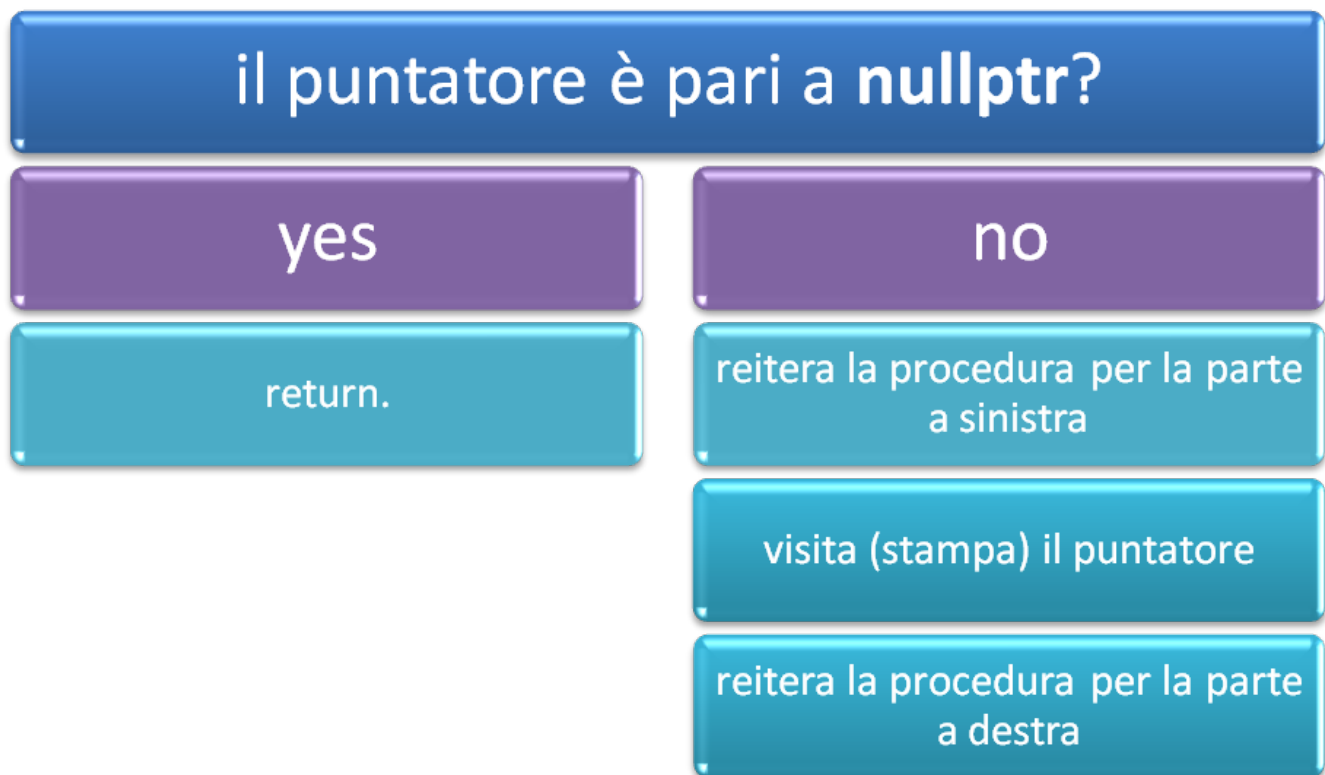 il puntatore è pari a nullptr?
yes
no
return.
reitera la procedura per la parte
a sinistra
visita (stampa) il puntatore
reitera la procedura per la parte
a destra